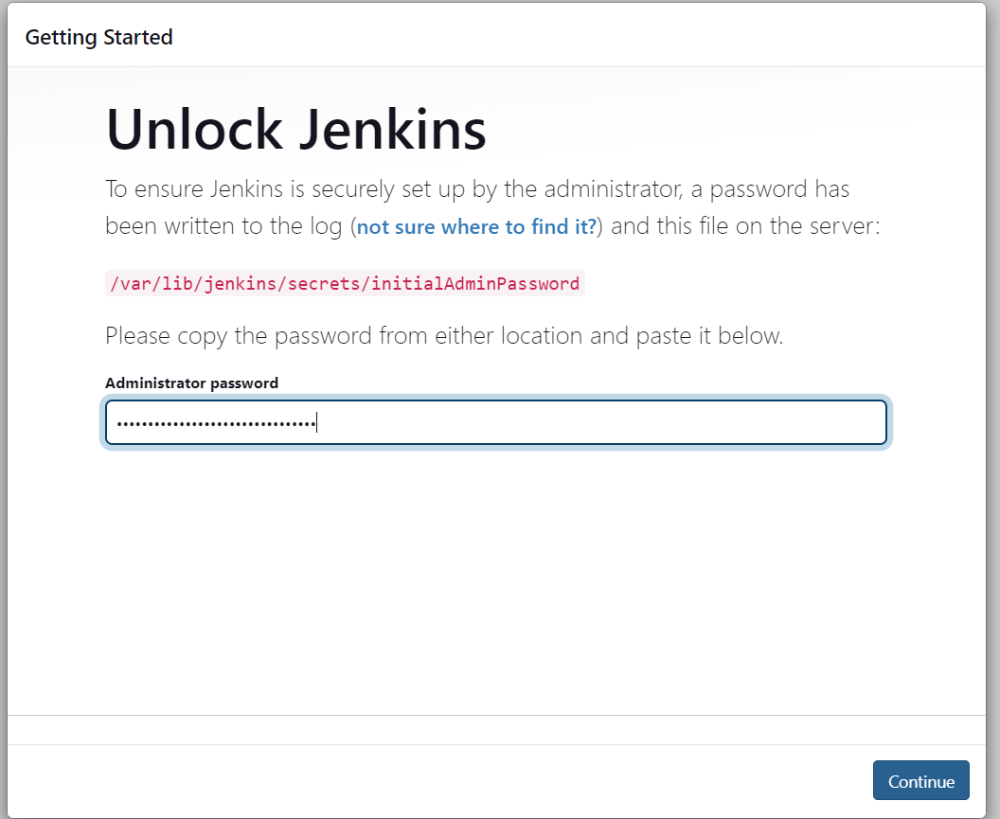 Getting Started
Unlock Jenkins
To ensure Jenkins is securely set up by the administrator, a password has
been written to the log (not sure where to find it?) and this file on the server:
/var/lib/jenkins/secrets/initialAdminPassword
Please copy the password from either location and paste it below.
Administrator password
••••••••••••••••••••••••••••••••
Continue